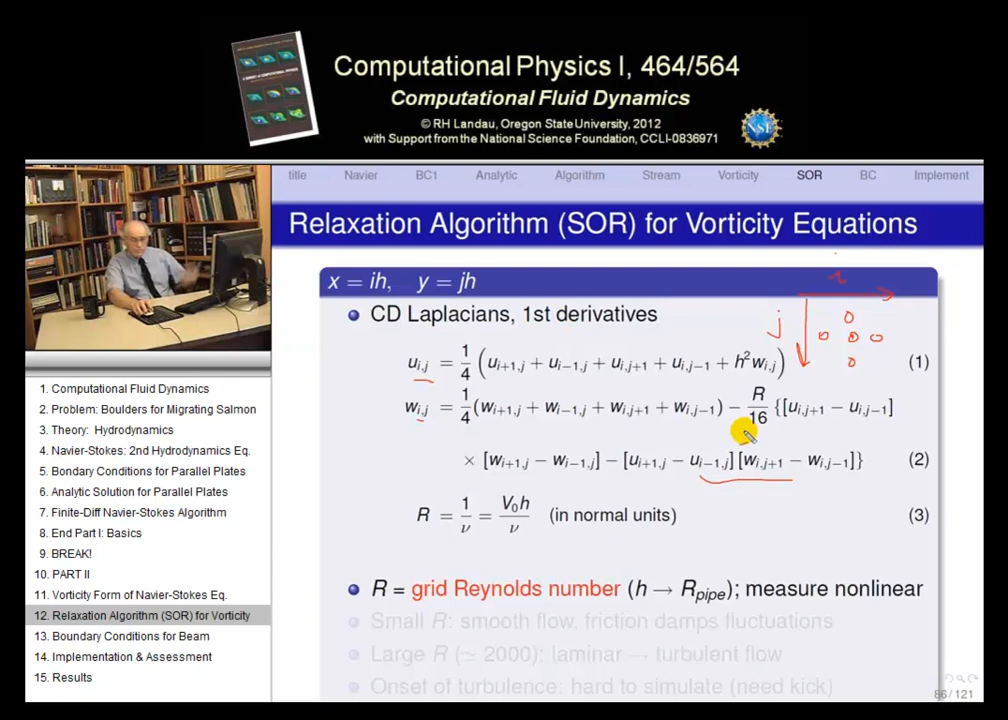 Computational Physics I, 464/564
Computational Fluid Dynamics
© RH Landau, Oregon State University, 2012
with Support from the National Science Foundation, CCLI-0836971
NSF
title Navier BC1 Analytic Algorithm Stream Vorticity SOR BC Implement
Relaxation Algorithm (SOR) for Vorticity Equations
x = ih, y = jh
CD Laplacians, 1st derivatives
j
u_{i,j} = 1/4 (u_{i+1,j} + u_{i−1,j} + u_{i,j+1} + u_{i,j−1} + h²w_{i,j}) (1)
w_{i,j} = 1/4 (w_{i+1,j} + w_{i−1,j} + w_{i,j+1} + w_{i,j−1}) − R/16 {[u_{i,j+1} − u_{i,j−1}]
× [w_{i+1,j} − w_{i−1,j}] − [u_{i+1,j} − u_{i−1,j}] [w_{i,j+1} − w_{i,j−1}]} (2)
R = 1/ν = V₀h/ν (in normal units) (3)
R = grid Reynolds number (h → R_{pipe}); measure nonlinear
Small R: smooth flow, friction damps fluctuations
Large R (≃ 2000): laminar → turbulent flow
Onset of turbulence: hard to simulate (need kick)
86 / 121
1. Computational Fluid Dynamics
2. Problem: Boulders for Migrating Salmon
3. Theory: Hydrodynamics
4. Navier-Stokes: 2nd Hydrodynamics Eq.
5. Bondary Conditions for Parallel Plates
6. Analytic Solution for Parallel Plates
7. Finite-Diff Navier-Stokes Algorithm
8. End Part I: Basics
9. BREAK!
10. PART II
11. Vorticity Form of Navier-Stokes Eq.
12. Relaxation Algorithm (SOR) for Vorticity
13. Boundary Conditions for Beam
14. Implementation & Assessment
15. Results